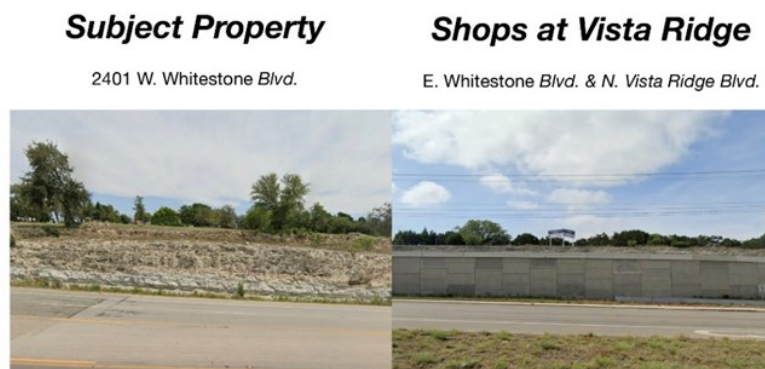 Subject Property
2401 W. Whitestone Blvd.
Shops at Vista Ridge
E. Whitestone Blvd. & N. Vista Ridge Blvd.